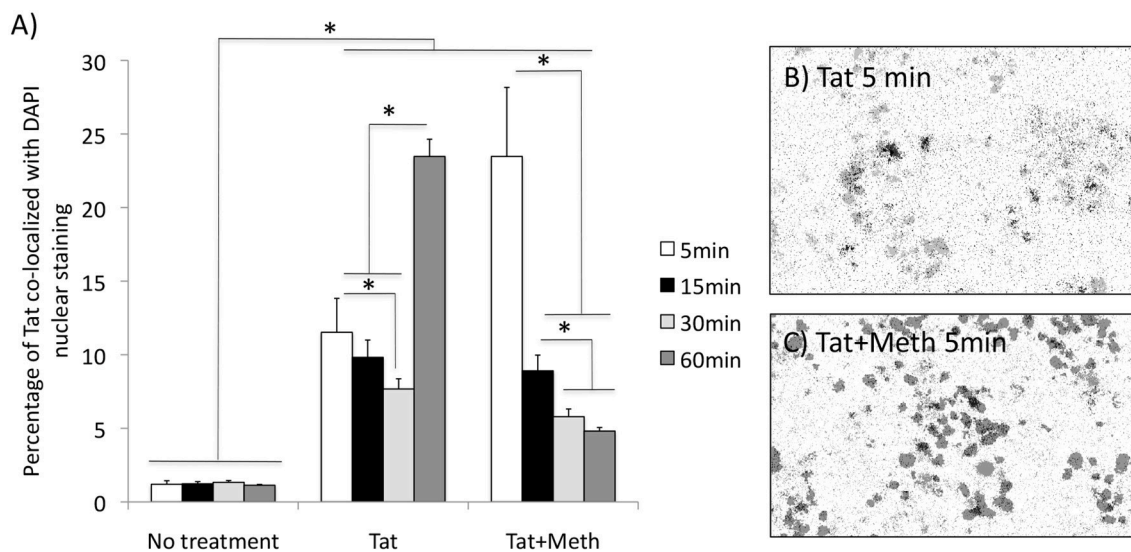 A)
*
30
25
20
15
10
5
0
Percentage of Tat co-localized with DAPI
nuclear staining
*
*
*
*
No treatment
Tat
Tat+Meth
5min
15min
30min
60min
B) Tat 5 min
C) Tat+Meth 5min